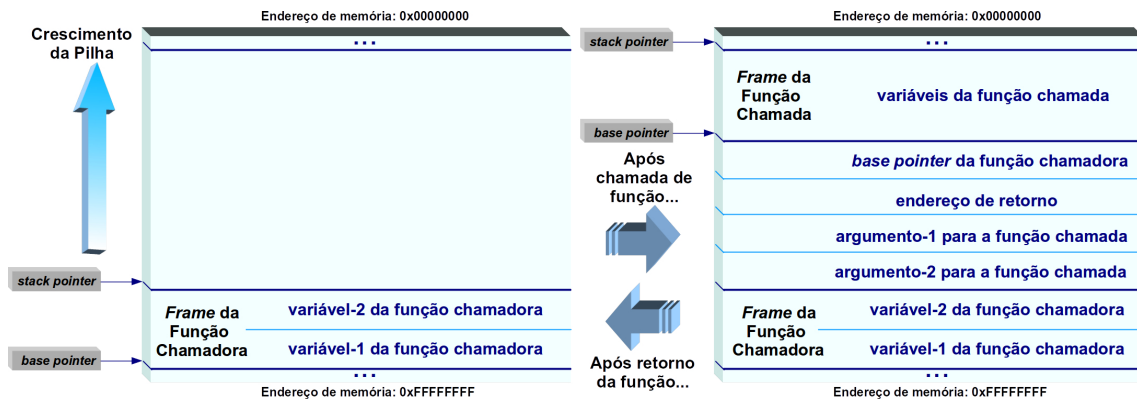 Endereço de memória: 0x00000000
Crescimento
da Pilha
...
stack pointer
Frame da
Função
Chamadora
variável-2 da função chamadora
variável-1 da função chamadora
base pointer
...
Endereço de memória: 0xFFFFFFFF
Após
chamada de
função...
Após retorno
da função...
Endereço de memória: 0x00000000
...
stack pointer
Frame da
Função
Chamada
variáveis da função chamada
base pointer
base pointer da função chamadora
endereço de retorno
argumento-1 para a função chamada
argumento-2 para a função chamada
Frame da
Função
Chamadora
variável-2 da função chamadora
variável-1 da função chamadora
...
Endereço de memória: 0xFFFFFFFF